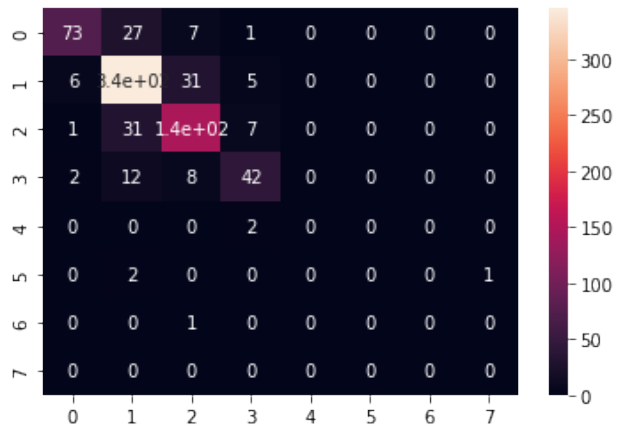 0 73 27 7 1 0 0 0 0
1 6 3.4e+02 31 5 0 0 0 0
2 1 31 1.4e+02 7 0 0 0 0
3 2 12 8 42 0 0 0 0
4 0 0 0 2 0 0 0 0
5 0 2 0 0 0 0 0 1
6 0 0 1 0 0 0 0 0
7 0 0 0 0 0 0 0 0
0 1 2 3 4 5 6 7
300
250
200
150
100
50
0